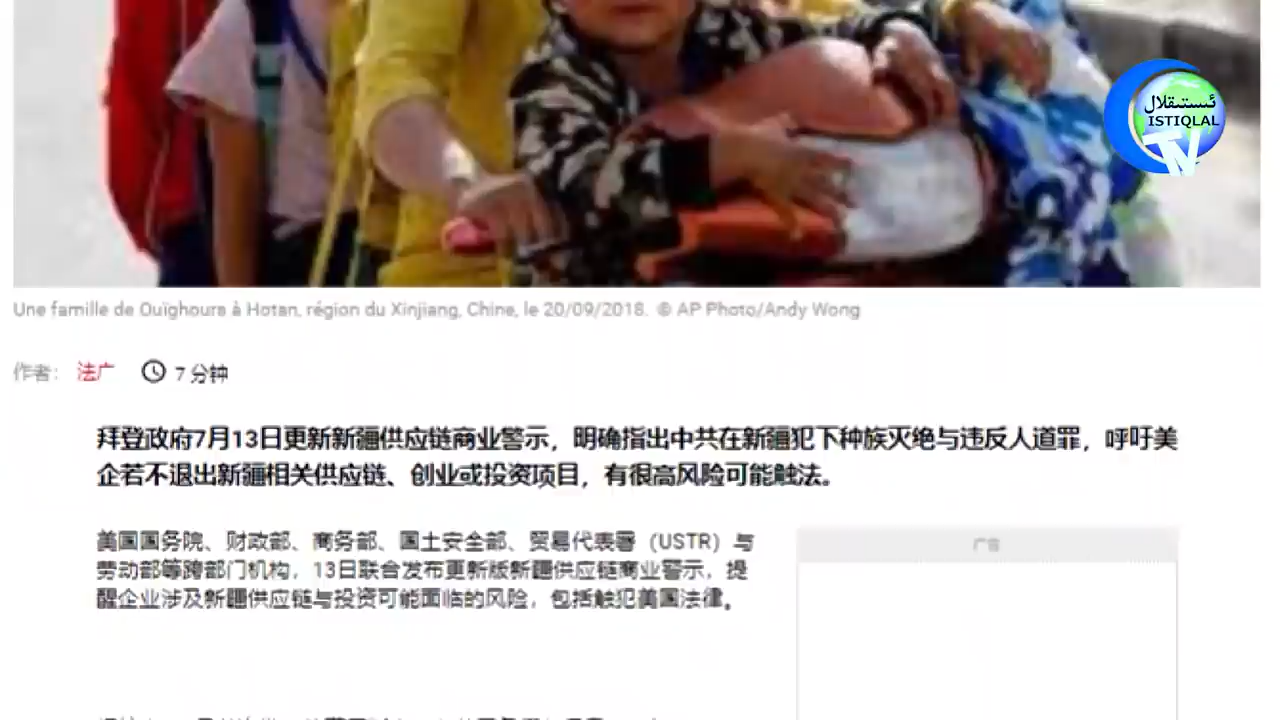 ئىستىقلال
ISTIQLAL
TV
Une famille de Ouïghours à Hotan, région du Xinjiang, Chine, le 20/09/2018. © AP Photo/Andy Wong
作者： 法广 7 分钟
拜登政府7月13日更新新疆供应链商业警示，明确指出中共在新疆犯下种族灭绝与违反人道罪，呼吁美
企若不退出新疆相关供应链、创业或投资项目，有很高风险可能触法。
美国国务院、财政部、商务部、国土安全部、贸易代表署（USTR）与
劳动部等跨部门机构，13日联合发布更新版新疆供应链商业警示，提
醒企业涉及新疆供应链与投资可能面临的风险，包括触犯美国法律。
广告